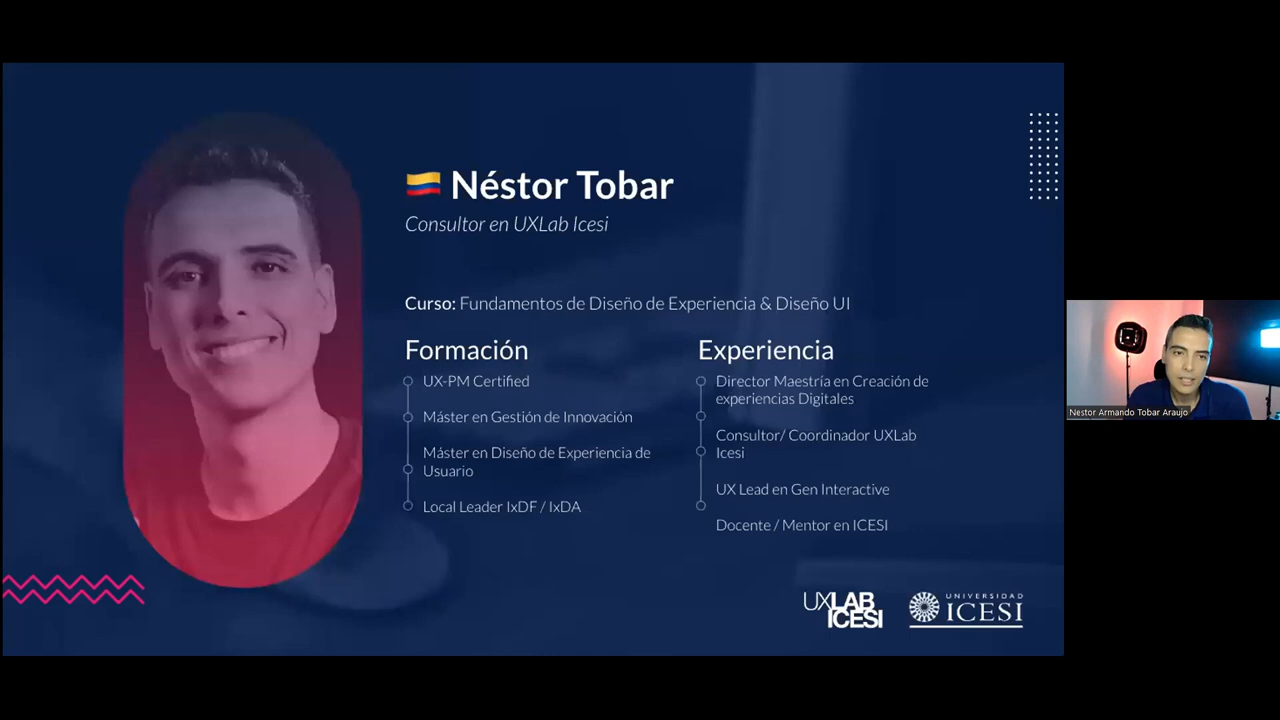 Néstor Tobar
Consultor en UXLab Icesi
Curso: Fundamentos de Diseño de Experiencia & Diseño UI
Formación
UX-PM Certified
Máster en Gestión de Innovación
Máster en Diseño de Experiencia de
Usuario
Local Leader IxDF / IxDA
Experiencia
Director Maestría en Creación de
experiencias Digitales
Consultor/ Coordinador UXLab
Icesi
UX Lead en Gen Interactive
Docente / Mentor en ICESI
UXLAB
ICESI
UNIVERSIDAD
ICESI
Nestor Armando Tobar Araujo